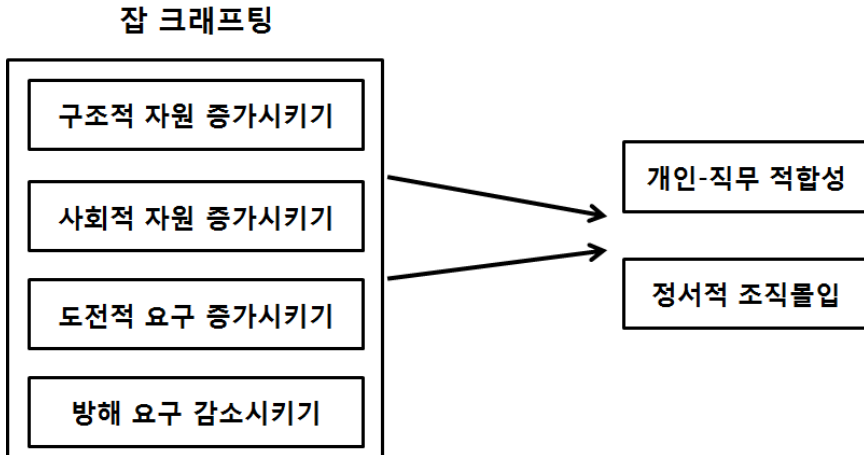 잡 크래프팅
구조적 자원 증가시키기
사회적 자원 증가시키기
도전적 요구 증가시키기
방해 요구 감소시키기
개인-직무 적합성
정서적 조직몰입